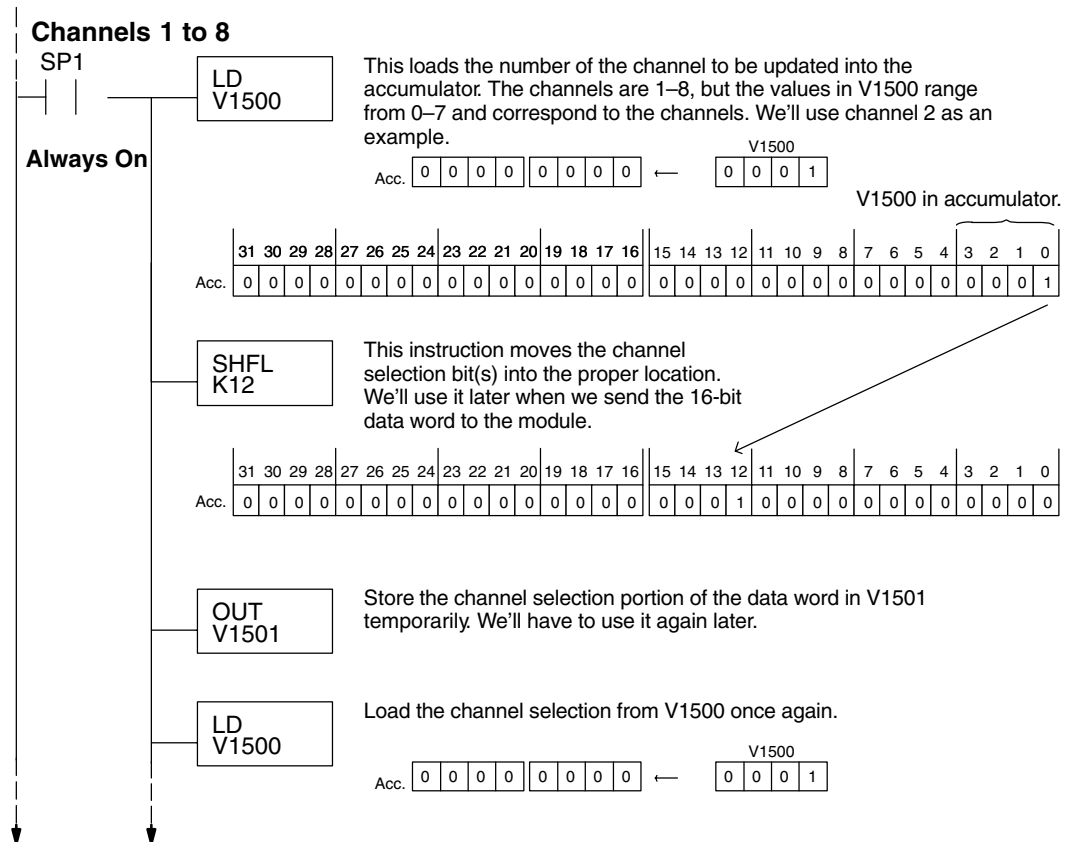 Channels 1 to 8
SP1
Always On
LD
V1500
This loads the number of the channel to be updated into the
accumulator. The channels are 1–8, but the values in V1500 range
from 0–7 and correspond to the channels. We'll use channel 2 as an
example.
V1500
Acc. 0 0 0 0 0 0 0 0 ← 0 0 0 1
V1500 in accumulator.
31 30 29 28 27 26 25 24 23 22 21 20 19 18 17 16 15 14 13 12 11 10 9 8 7 6 5 4 3 2 1 0
Acc. 0 0 0 0 0 0 0 0 0 0 0 0 0 0 0 0 0 0 0 0 0 0 0 0 0 0 0 0 0 0 0 1
SHFL
K12
This instruction moves the channel
selection bit(s) into the proper location.
We'll use it later when we send the 16-bit
data word to the module.
31 30 29 28 27 26 25 24 23 22 21 20 19 18 17 16 15 14 13 12 11 10 9 8 7 6 5 4 3 2 1 0
Acc. 0 0 0 0 0 0 0 0 0 0 0 0 0 0 0 0 0 0 0 1 0 0 0 0 0 0 0 0 0 0 0 0
OUT
V1501
Store the channel selection portion of the data word in V1501
temporarily. We'll have to use it again later.
LD
V1500
Load the channel selection from V1500 once again.
V1500
Acc. 0 0 0 0 0 0 0 0 ← 0 0 0 1